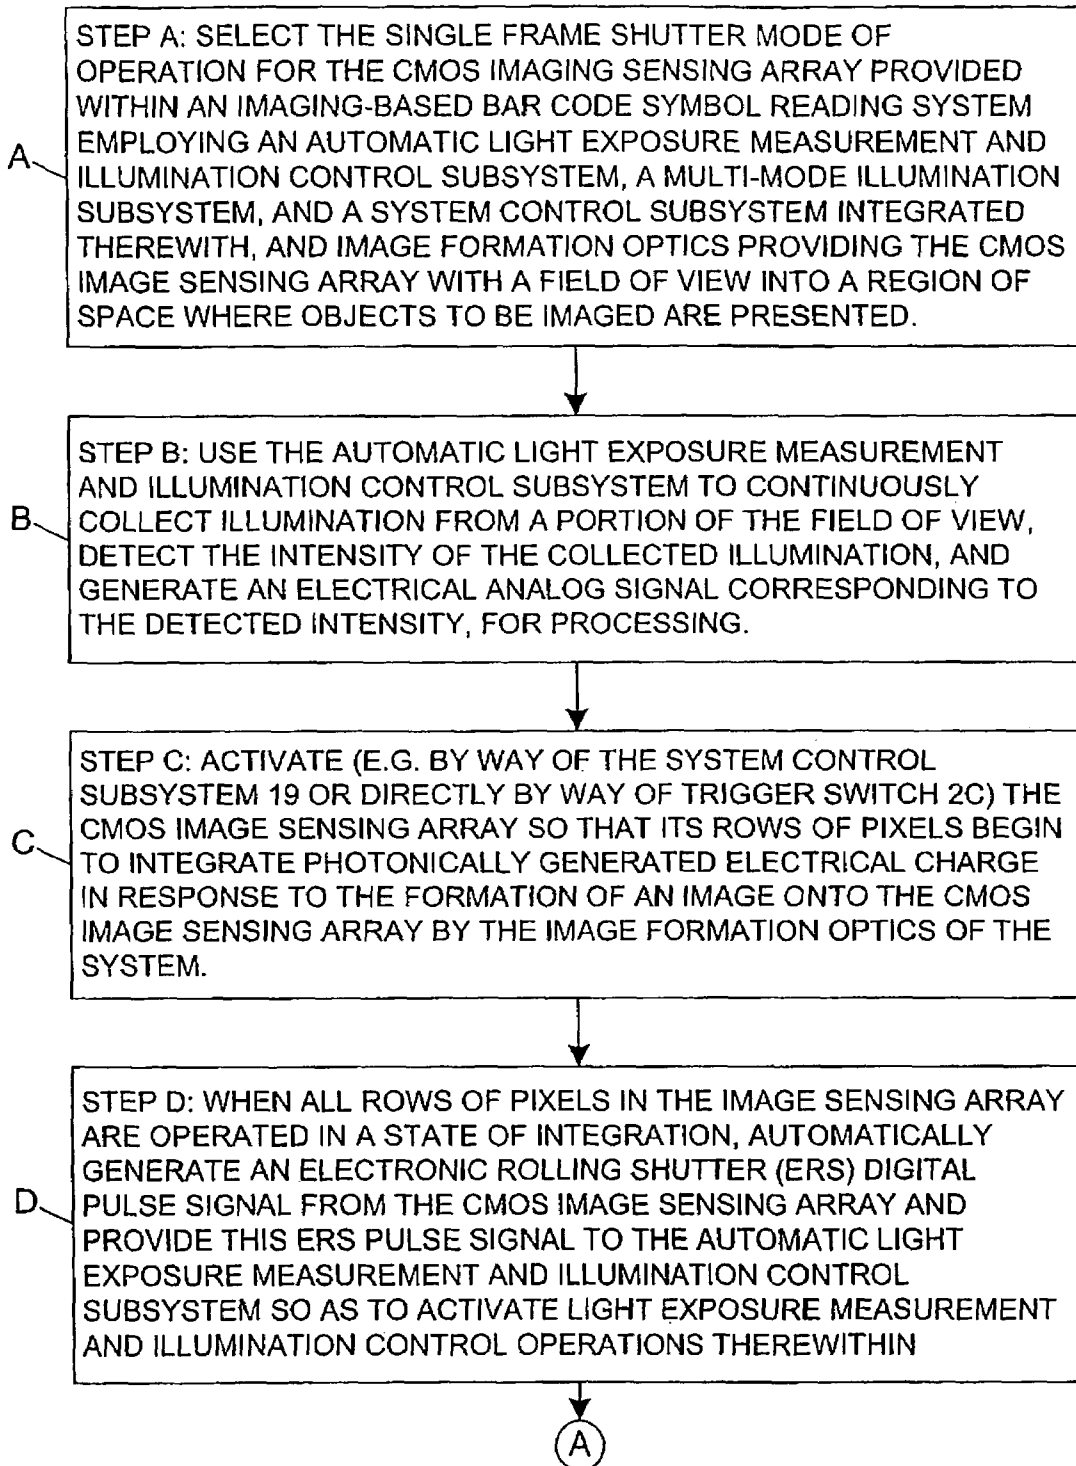 STEP A: SELECT THE SINGLE FRAME SHUTTER MODE OF
OPERATION FOR THE CMOS IMAGING SENSING ARRAY PROVIDED
WITHIN AN IMAGING-BASED BAR CODE SYMBOL READING SYSTEM
EMPLOYING AN AUTOMATIC LIGHT EXPOSURE MEASUREMENT AND
A
ILLUMINATION CONTROL SUBSYSTEM, A MULTI-MODE ILLUMINATION
SUBSYSTEM, AND A SYSTEM CONTROL SUBSYSTEM INTEGRATED
THEREWITH, AND IMAGE FORMATION OPTICS PROVIDING THE CMOS
IMAGE SENSING ARRAY WITH A FIELD OF VIEW INTO A REGION OF
SPACE WHERE OBJECTS TO BE IMAGED ARE PRESENTED.
STEP B: USE THE AUTOMATIC LIGHT EXPOSURE MEASUREMENT
AND ILLUMINATION CONTROL SUBSYSTEM TO CONTINUOUSLY
B
COLLECT ILLUMINATION FROM A PORTION OF THE FIELD OF VIEW,
DETECT THE INTENSITY OF THE COLLECTED ILLUMINATION, AND
GENERATE AN ELECTRICAL ANALOG SIGNAL CORRESPONDING TO
THE DETECTED INTENSITY, FOR PROCESSING.
STEP C: ACTIVATE (E.G. BY WAY OF THE SYSTEM CONTROL
SUBSYSTEM 19 OR DIRECTLY BY WAY OF TRIGGER SWITCH 2C) THE
C
CMOS IMAGE SENSING ARRAY SO THAT ITS ROWS OF PIXELS BEGIN
TO INTEGRATE PHOTONICALLY GENERATED ELECTRICAL CHARGE
IN RESPONSE TO THE FORMATION OF AN IMAGE ONTO THE CMOS
IMAGE SENSING ARRAY BY THE IMAGE FORMATION OPTICS OF THE
SYSTEM.
STEP D: WHEN ALL ROWS OF PIXELS IN THE IMAGE SENSING ARRAY
ARE OPERATED IN A STATE OF INTEGRATION, AUTOMATICALLY
GENERATE AN ELECTRONIC ROLLING SHUTTER (ERS) DIGITAL
D
PULSE SIGNAL FROM THE CMOS IMAGE SENSING ARRAY AND
PROVIDE THIS ERS PULSE SIGNAL TO THE AUTOMATIC LIGHT
EXPOSURE MEASUREMENT AND ILLUMINATION CONTROL
SUBSYSTEM SO AS TO ACTIVATE LIGHT EXPOSURE MEASUREMENT
AND ILLUMINATION CONTROL OPERATIONS THEREWITHIN
A